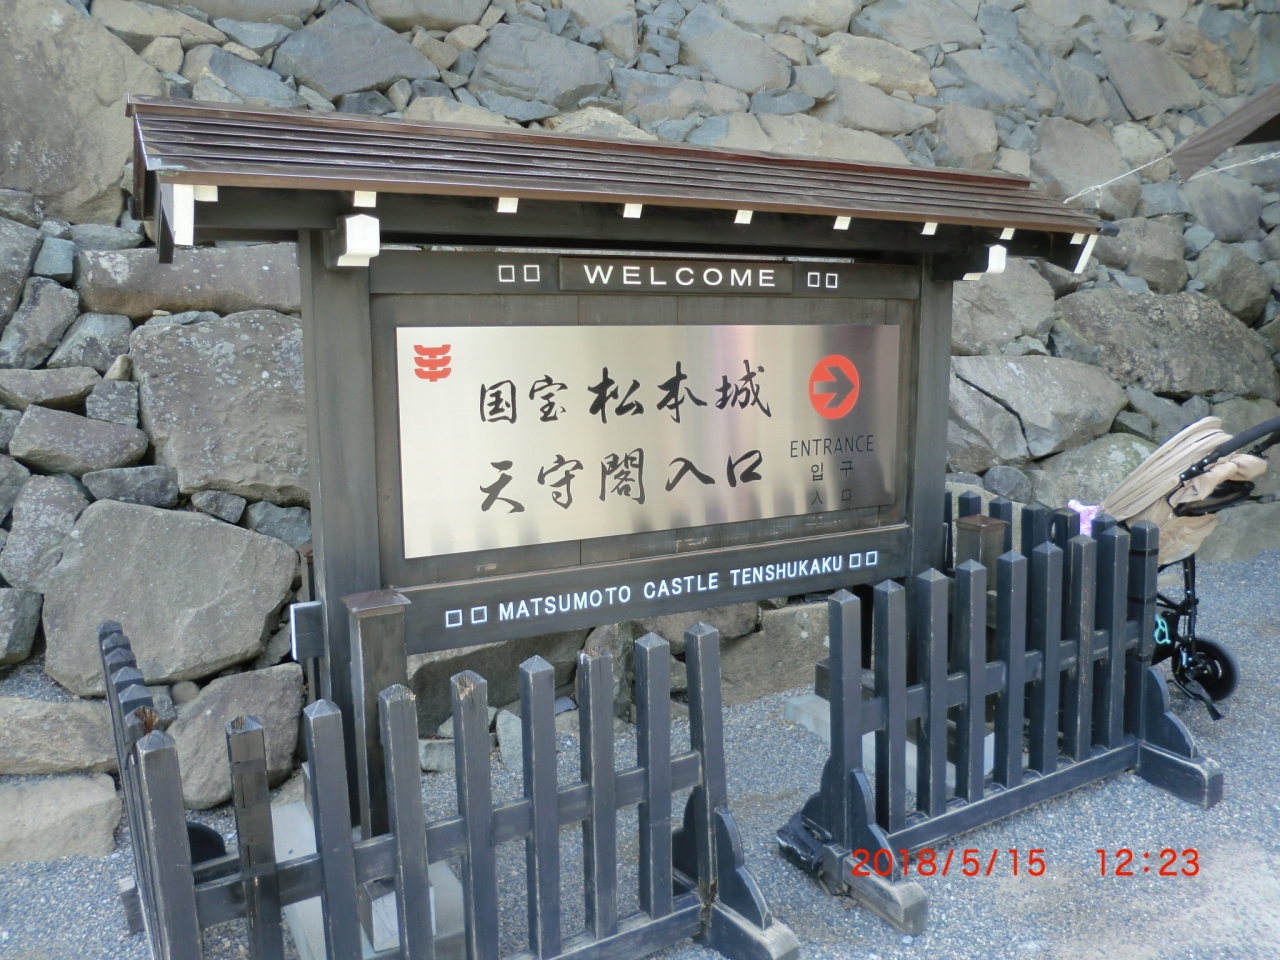 □□ WELCOME □□
国宝 松本城
天守閣入口
ENTRANCE
입구
入口
□□ MATSUMOTO CASTLE TENSHUKAKU □□
2018/5/15 12:23